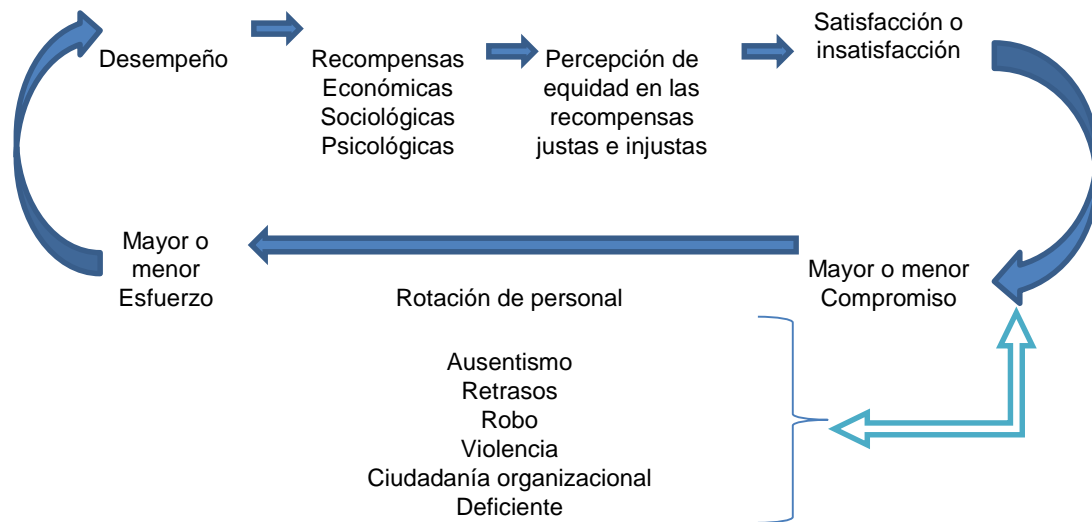 Desempeño
Recompensas
Económicas
Sociológicas
Psicológicas
Percepción de
equidad en las
recompensas
justas e injustas
Satisfacción o
insatisfacción
Mayor o
menor
Esfuerzo
Mayor o menor
Compromiso
Rotación de personal
Ausentismo
Retrasos
Robo
Violencia
Ciudadanía organizacional
Deficiente